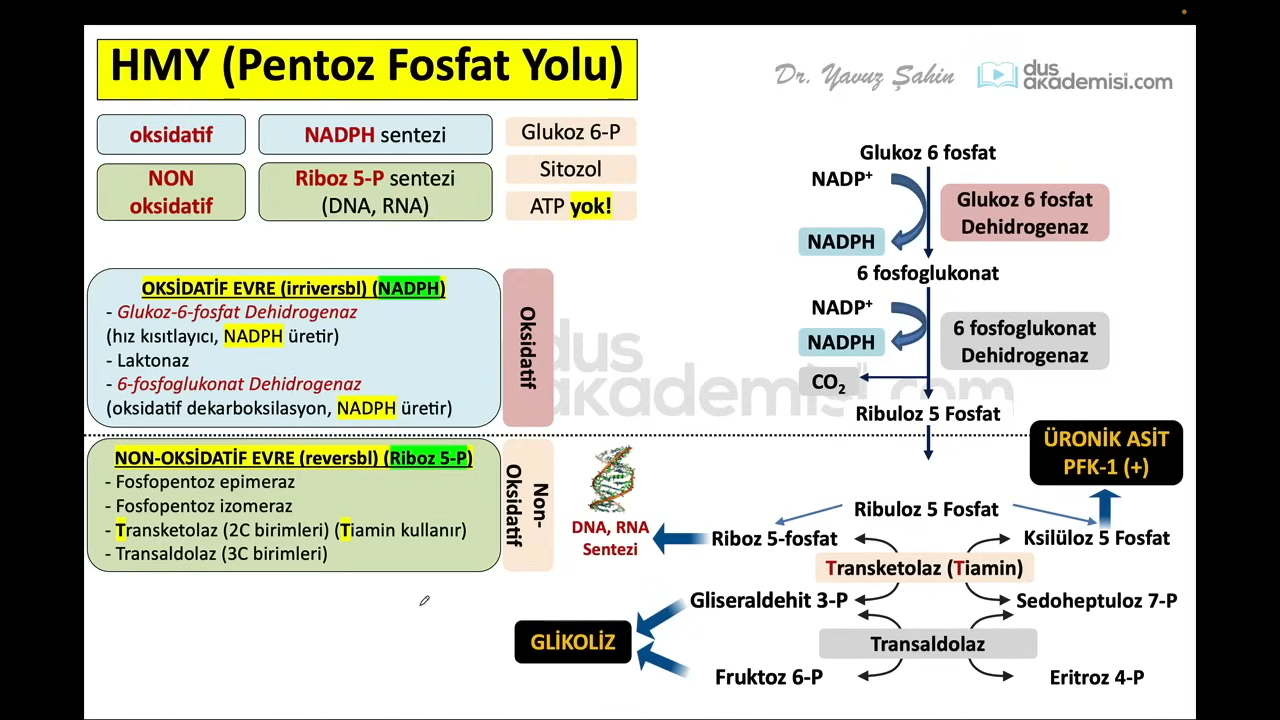 HMY (Pentoz Fosfat Yolu)
Dr. Yavuz Şahin
dus
akademisi.com
oksidatif
NADPH sentezi
Glukoz 6-P
NON
oksidatif
Riboz 5-P sentezi
(DNA, RNA)
Sitozol
ATP yok!
OKSİDATİF EVRE (irriversbl) (NADPH)
- Glukoz-6-fosfat Dehidrogenaz
(hız kısıtlayıcı, NADPH üretir)
- Laktonaz
- 6-fosfoglukonat Dehidrogenaz
(oksidatif dekarboksilasyon, NADPH üretir)
Oksidatif
NON-OKSİDATİF EVRE (reversbl) (Riboz 5-P)
- Fosfopentoz epimeraz
- Fosfopentoz izomeraz
- Transketolaz (2C birimleri) (Tiamin kullanır)
- Transaldolaz (3C birimleri)
Non-
Oksidatif
dus
akademisi.com
Glukoz 6 fosfat
NADP+
Glukoz 6 fosfat
Dehidrogenaz
NADPH
6 fosfoglukonat
NADP+
6 fosfoglukonat
Dehidrogenaz
NADPH
CO2
Ribuloz 5 Fosfat
ÜRONİK ASİT
PFK-1 (+)
Ribuloz 5 Fosfat
DNA, RNA
Sentezi
Riboz 5-fosfat
Ksilüloz 5 Fosfat
Transketolaz (Tiamin)
Gliseraldehit 3-P
Sedoheptuloz 7-P
GLİKOLİZ
Transaldolaz
Fruktoz 6-P
Eritroz 4-P